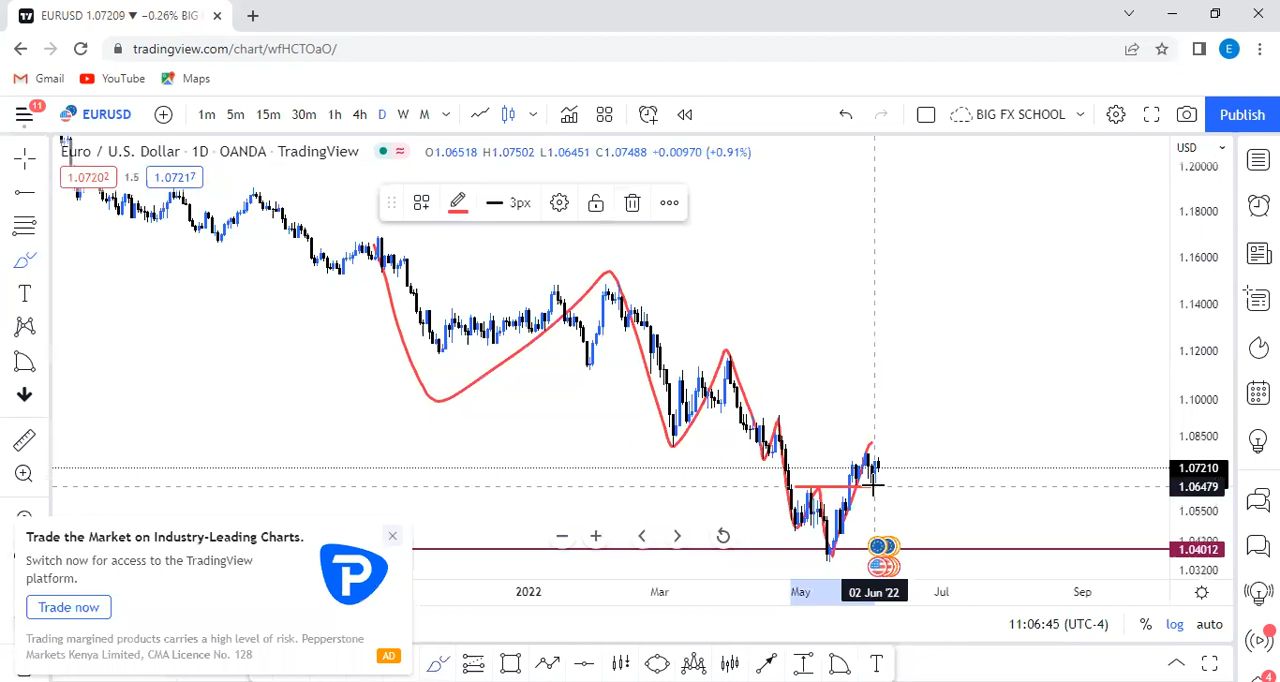 EURUSD 1.07209 ▼ −0.26% BIG
tradingview.com/chart/wfHCTOaO/
E
Gmail YouTube Maps
11
EURUSD 1m 5m 15m 30m 1h 4h D W M BIG FX SCHOOL Publish
Euro / U.S. Dollar · 1D · OANDA · TradingView O1.06518 H1.07502 L1.06451 C1.07488 +0.00970 (+0.91%)
USD
1.07202 1.5 1.07217
3px
1.20000
1.18000
1.16000
1.14000
1.12000
1.10000
1.08500
1.07210
1.06479
1.05500
1.04012
1.03200
Trade the Market on Industry-Leading Charts.
Switch now for access to the TradingView
platform.
Trade now
Trading margined products carries a high level of risk. Pepperstone
Markets Kenya Limited, CMA Licence No. 128
AD
2022 Mar May 02 Jun '22 Jul Sep
11:06:45 (UTC-4) % log auto
4